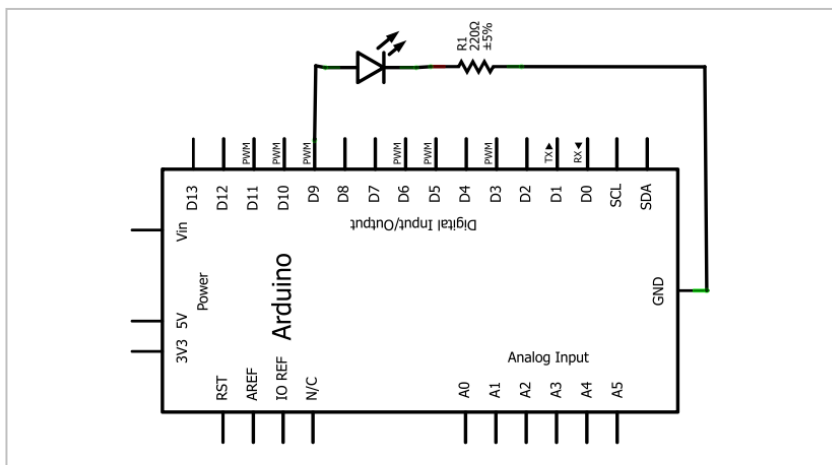 R1
220Ω
±5%
PWM
PWM
PWM
PWM
PWM
PWM
TX▶
RX◀
D13
D12
D11
D10
D9
D8
D7
D6
D5
D4
D3
D2
D1
D0
SCL
SDA
Digital Input/Output
Vin
Power
5V
3V3
Arduino
GND
Analog Input
RST
AREF
IO REF
N/C
A0
A1
A2
A3
A4
A5